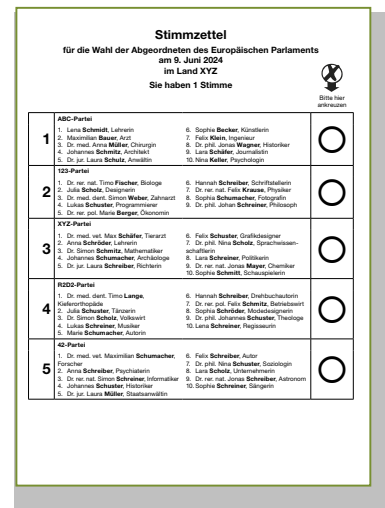 Stimmzettel
für die Wahl der Abgeordneten des Europäischen Parlaments
am 9. Juni 2024
im Land XYZ
Sie haben 1 Stimme
Bitte hier
ankreuzen
1
ABC-Partei
1. Lena Schmidt, Lehrerin
2. Maximilian Bauer, Arzt
3. Dr. med. Anna Müller, Chirurgin
4. Johannes Schmitz, Architekt
5. Dr. jur. Laura Schulz, Anwältin
6. Sophie Becker, Künstlerin
7. Felix Klein, Ingenieur
8. Dr. phil. Jonas Wagner, Historiker
9. Lara Schäfer, Journalistin
10. Nina Keller, Psychologin
2
123-Partei
1. Dr. rer. nat. Timo Fischer, Biologe
2. Julia Scholz, Designerin
3. Dr. med. dent. Simon Weber, Zahnarzt
4. Lukas Schuster, Programmierer
5. Dr. rer. pol. Marie Berger, Ökonomin
6. Hannah Schreiber, Schriftstellerin
7. Dr. rer. nat. Felix Krause, Physiker
8. Sophia Schumacher, Fotografin
9. Dr. phil. Johan Schreiner, Philosoph
3
XYZ-Partei
1. Dr. med. vet. Max Schäfer, Tierarzt
2. Anna Schröder, Lehrerin
3. Dr. Simon Schmitz, Mathematiker
4. Johannes Schumacher, Archäologe
5. Dr. jur. Laura Schreiber, Richterin
6. Felix Schuster, Grafikdesigner
7. Dr. phil. Nina Scholz, Sprachwissen-
schaftlerin
8. Lara Schreiner, Politikerin
9. Dr. rer. nat. Jonas Mayer, Chemiker
10. Sophie Schmitt, Schauspielerin
4
R2D2-Partei
1. Dr. med. dent. Timo Lange,
Kieferorthopäde
2. Julia Schuster, Tänzerin
3. Dr. Simon Scholz, Volkswirt
4. Lukas Schreiner, Musiker
5. Marie Schumacher, Autorin
6. Hannah Schreiber, Drehbuchautorin
7. Dr. rer. pol. Felix Schmitz, Betriebswirt
8. Sophia Schröder, Modedesignerin
9. Dr. phil. Johannes Schuster, Theologe
10. Lena Schreiner, Regisseurin
5
42-Partei
1. Dr. med. vet. Maximilian Schumacher,
Forscher
2. Anna Schreiber, Psychiaterin
3. Dr. rer. nat. Simon Schreiner, Informatiker
4. Johannes Schuster, Historiker
5. Dr. jur. Laura Müller, Staatsanwältin
6. Felix Schreiber, Autor
7. Dr. phil. Nina Schuster, Soziologin
8. Lara Scholz, Unternehmerin
9. Dr. rer. nat. Jonas Schreiber, Astronom
10. Sophie Schreiner, Sängerin